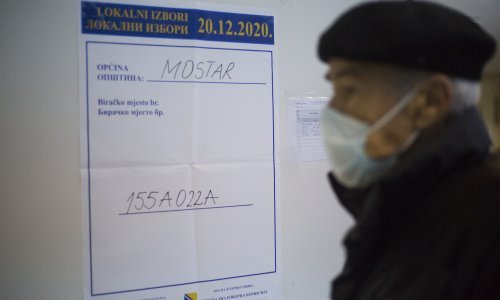 LOKALNI IZBORI
ЛОКАЛНИ ИЗБОРИ
20.12.2020.
OPĆINA
ОПШТИНА: MOSTAR
Biračko mjesto br.
Бирачко мјесто бр.
155A022A